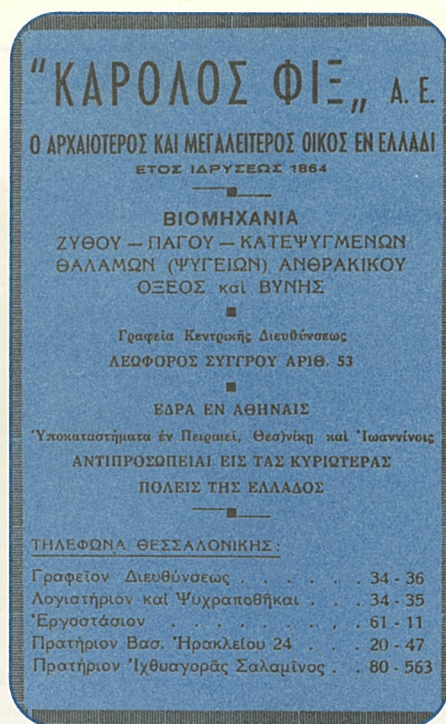 "ΚΑΡΟΛΟΣ ΦΙΞ„ Α. Ε.
Ο ΑΡΧΑΙΟΤΕΡΟΣ ΚΑΙ ΜΕΓΑΛΕΙΤΕΡΟΣ ΟΙΚΟΣ ΕΝ ΕΛΛΑΔΙ
ΕΤΟΣ ΙΔΡΥΣΕΩΣ 1864
ΒΙΟΜΗΧΑΝΙΑ
ΖΥΘΟΥ — ΠΑΓΟΥ — ΚΑΤΕΨΥΓΜΕΝΩΝ
ΘΑΛΑΜΩΝ (ΨΥΓΕΙΩΝ) ΑΝΘΡΑΚΙΚΟΥ
ΟΞΕΟΣ καί ΒΥΝΗΣ
Γραφεῖα Κεντρικῆς Διευθύνσεως
ΛΕΩΦΟΡΟΣ ΣΥΓΓΡΟΥ ΑΡΙΘ. 53
ΕΔΡΑ ΕΝ ΑΘΗΝΑΙΣ
Ὑποκαταστήματα ἐν Πειραιεῖ, Θεσ)νίκῃ καὶ Ἰωαννίνοις
ΑΝΤΙΠΡΟΣΩΠΕΙΑΙ ΕΙΣ ΤΑΣ ΚΥΡΙΩΤΕΡΑΣ
ΠΟΛΕΙΣ ΤΗΣ ΕΛΛΑΔΟΣ
ΤΗΛΕΦΩΝΑ ΘΕΣΣΑΛΟΝΙΚΗΣ:
Γραφεῖον Διευθύνσεως . . . . . . 34 - 36
Λογιστήριον καὶ Ψυχραποθῆκαι . . . 34 - 35
Ἐργοστάσιον . . . . . . . . , . 61 - 11
Πρατήριον Βασ. Ἡρακλείου 24 . . . 20 - 47
Πρατήριον Ἰχθυαγορᾶς Σαλαμῖνος . . 80 - 563